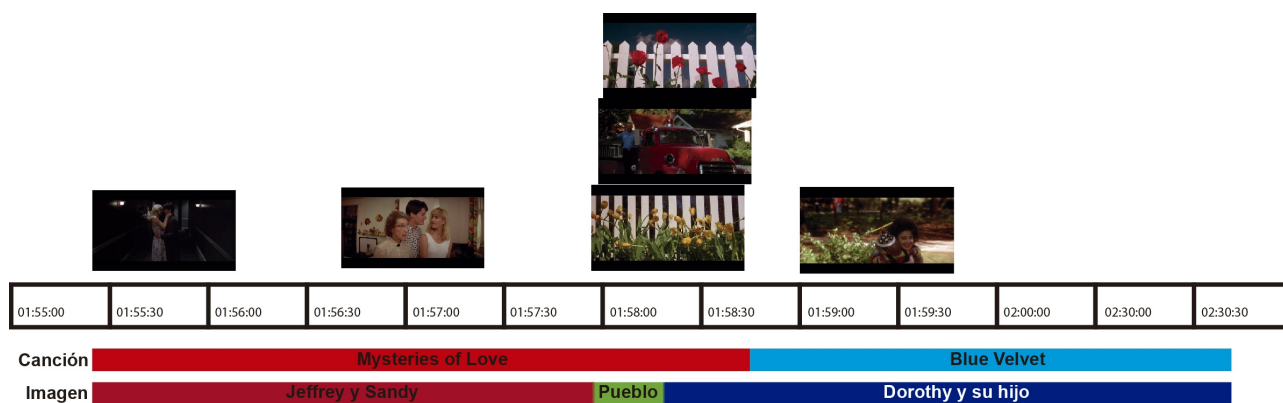 01:55:00 01:55:30 01:56:00 01:56:30 01:57:00 01:57:30 01:58:00 01:58:30 01:59:00 01:59:30 02:00:00 02:30:00 02:30:30
Canción Mysteries of Love Blue Velvet
Imagen Jeffrey y Sandy Pueblo Dorothy y su hijo